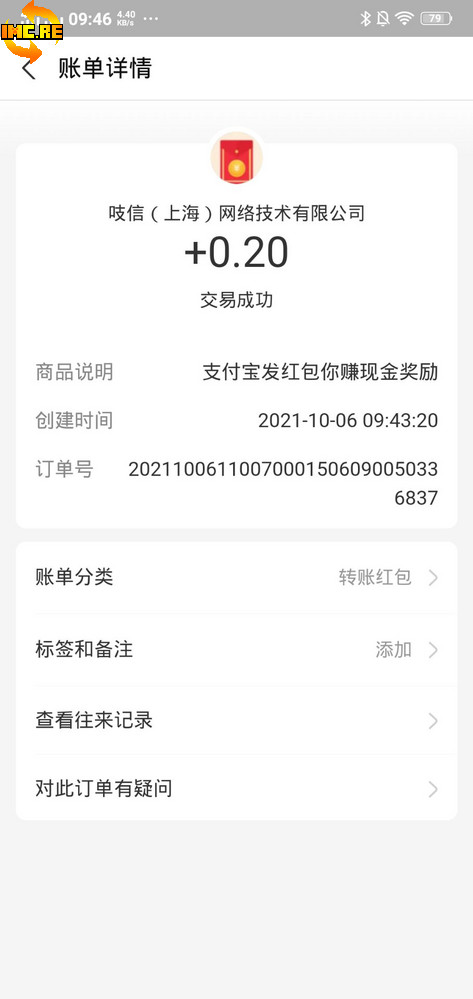 09:46 4.40 KB/s ··· 79
IMC.RE
账单详情
吱信（上海）网络技术有限公司
+0.20
交易成功
商品说明 支付宝发红包你赚现金奖励
创建时间 2021-10-06 09:43:20
订单号 2021100611007000150609005033
6837
账单分类 转账红包
标签和备注 添加
查看往来记录
对此订单有疑问